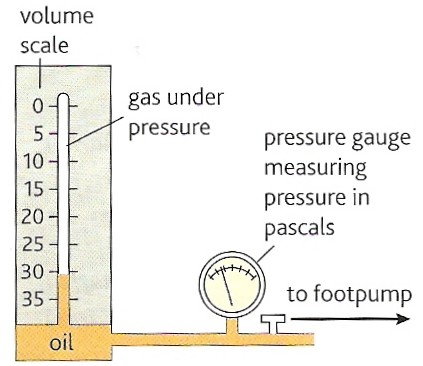 volume
scale
gas under
pressure
0
5
10
15
20
25
30
35
oil
pressure gauge
measuring
pressure in
pascals
to footpump